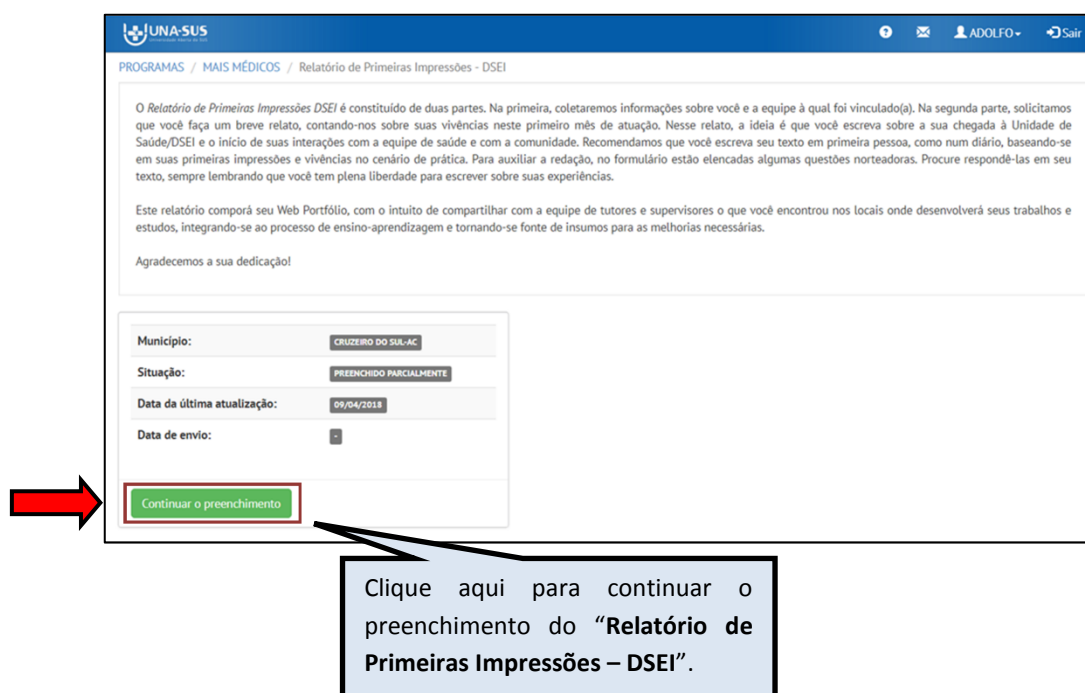 UNA-SUS
ADOLFO
Sair
PROGRAMAS / MAIS MÉDICOS / Relatório de Primeiras Impressões - DSEI
O Relatório de Primeiras Impressões DSEI é constituído de duas partes. Na primeira, coletaremos informações sobre você e a equipe à qual foi vinculado(a). Na segunda parte, solicitamos
que você faça um breve relato, contando-nos sobre suas vivências neste primeiro mês de atuação. Nesse relato, a ideia é que você escreva sobre a sua chegada à Unidade de
Saúde/DSEI e o início de suas interações com a equipe de saúde e com a comunidade. Recomendamos que você escreva seu texto em primeira pessoa, como num diário, baseando-se
em suas primeiras impressões e vivências no cenário de prática. Para auxiliar a redação, no formulário estão elencadas algumas questões norteadoras. Procure respondê-las em seu
texto, sempre lembrando que você tem plena liberdade para escrever sobre suas experiências.
Este relatório comporá seu Web Portfólio, com o intuito de compartilhar com a equipe de tutores e supervisores o que você encontrou nos locais onde desenvolverá seus trabalhos e
estudos, integrando-se ao processo de ensino-aprendizagem e tornando-se fonte de insumos para as melhorias necessárias.
Agradecemos a sua dedicação!
Município: CRUZEIRO DO SUL-AC
Situação: PREENCHIDO PARCIALMENTE
Data da última atualização: 09/04/2018
Data de envio: -
Continuar o preenchimento
Clique aqui para continuar o
preenchimento do “Relatório de
Primeiras Impressões – DSEI”.